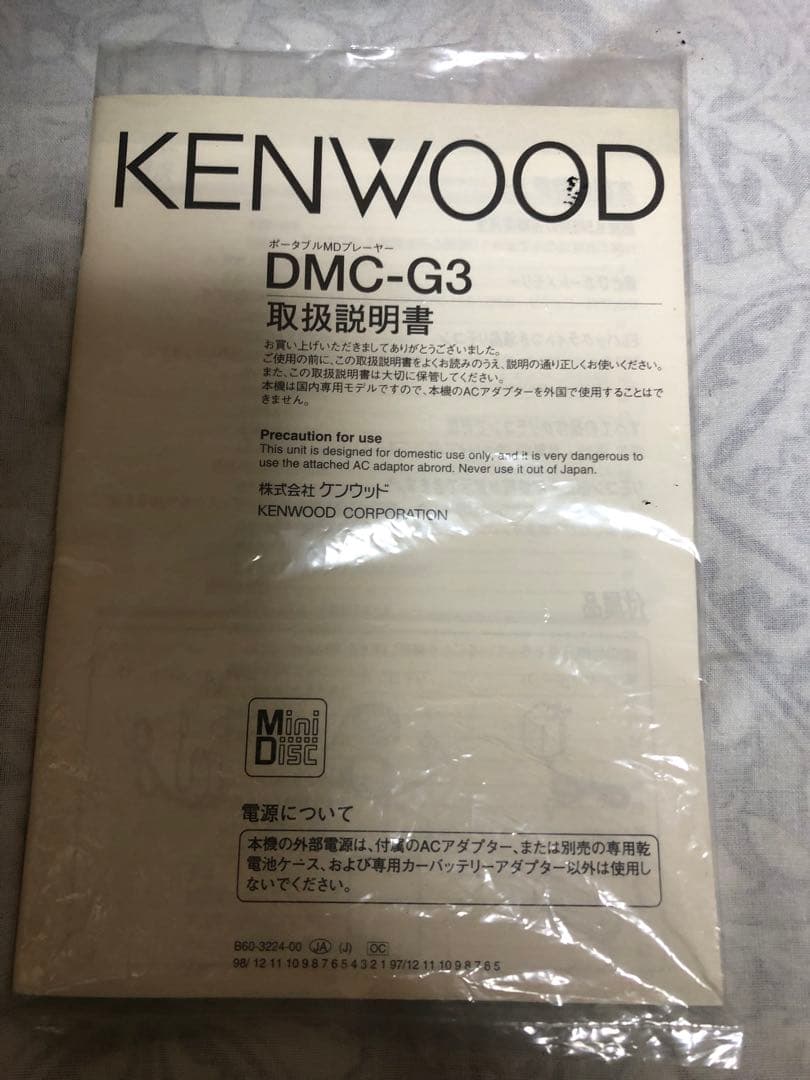 KENWOOD
ポータブルMDプレーヤー
DMC-G3
取扱説明書
お買い上げいただきましてありがとうございました。
ご使用の前に、この取扱説明書をよくお読みのうえ、説明の通り正しくお使いください。
また、この取扱説明書は大切に保管してください。
本機は国内専用モデルですので、本機のACアダプターを外国で使用することはで
きません。
Precaution for use
This unit is designed for domestic use only, and it is very dangerous to
use the attached AC adaptor abrord. Never use it out of Japan.
株式会社 ケンウッド
KENWOOD CORPORATION
付属品
Mini
Disc
電源について
本機の外部電源は、付属のACアダプター、または別売の専用乾
電池ケース、および専用カーバッテリーアダプター以外は使用し
ないでください。
B60-3224-00 JA (J) OC
98/ 12 11 10 9 8 7 6 5 4 3 2 1 97/12 11 10 9 8 7 6 5